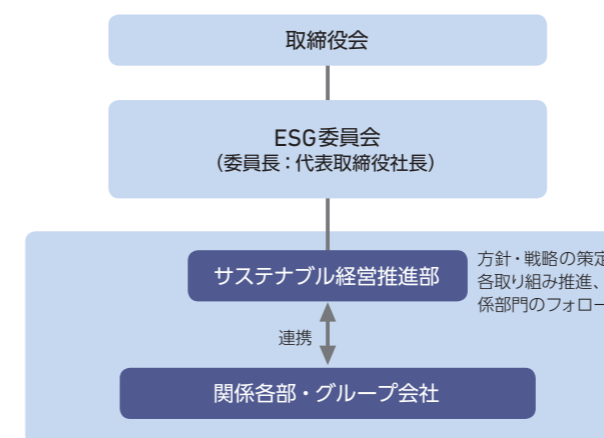 取締役会
ESG委員会
（委員長：代表取締役社長）
サステナブル経営推進部
方針・戦略の策定
各取り組み推進、
係部門のフォロー
連携
関係各部・グループ会社